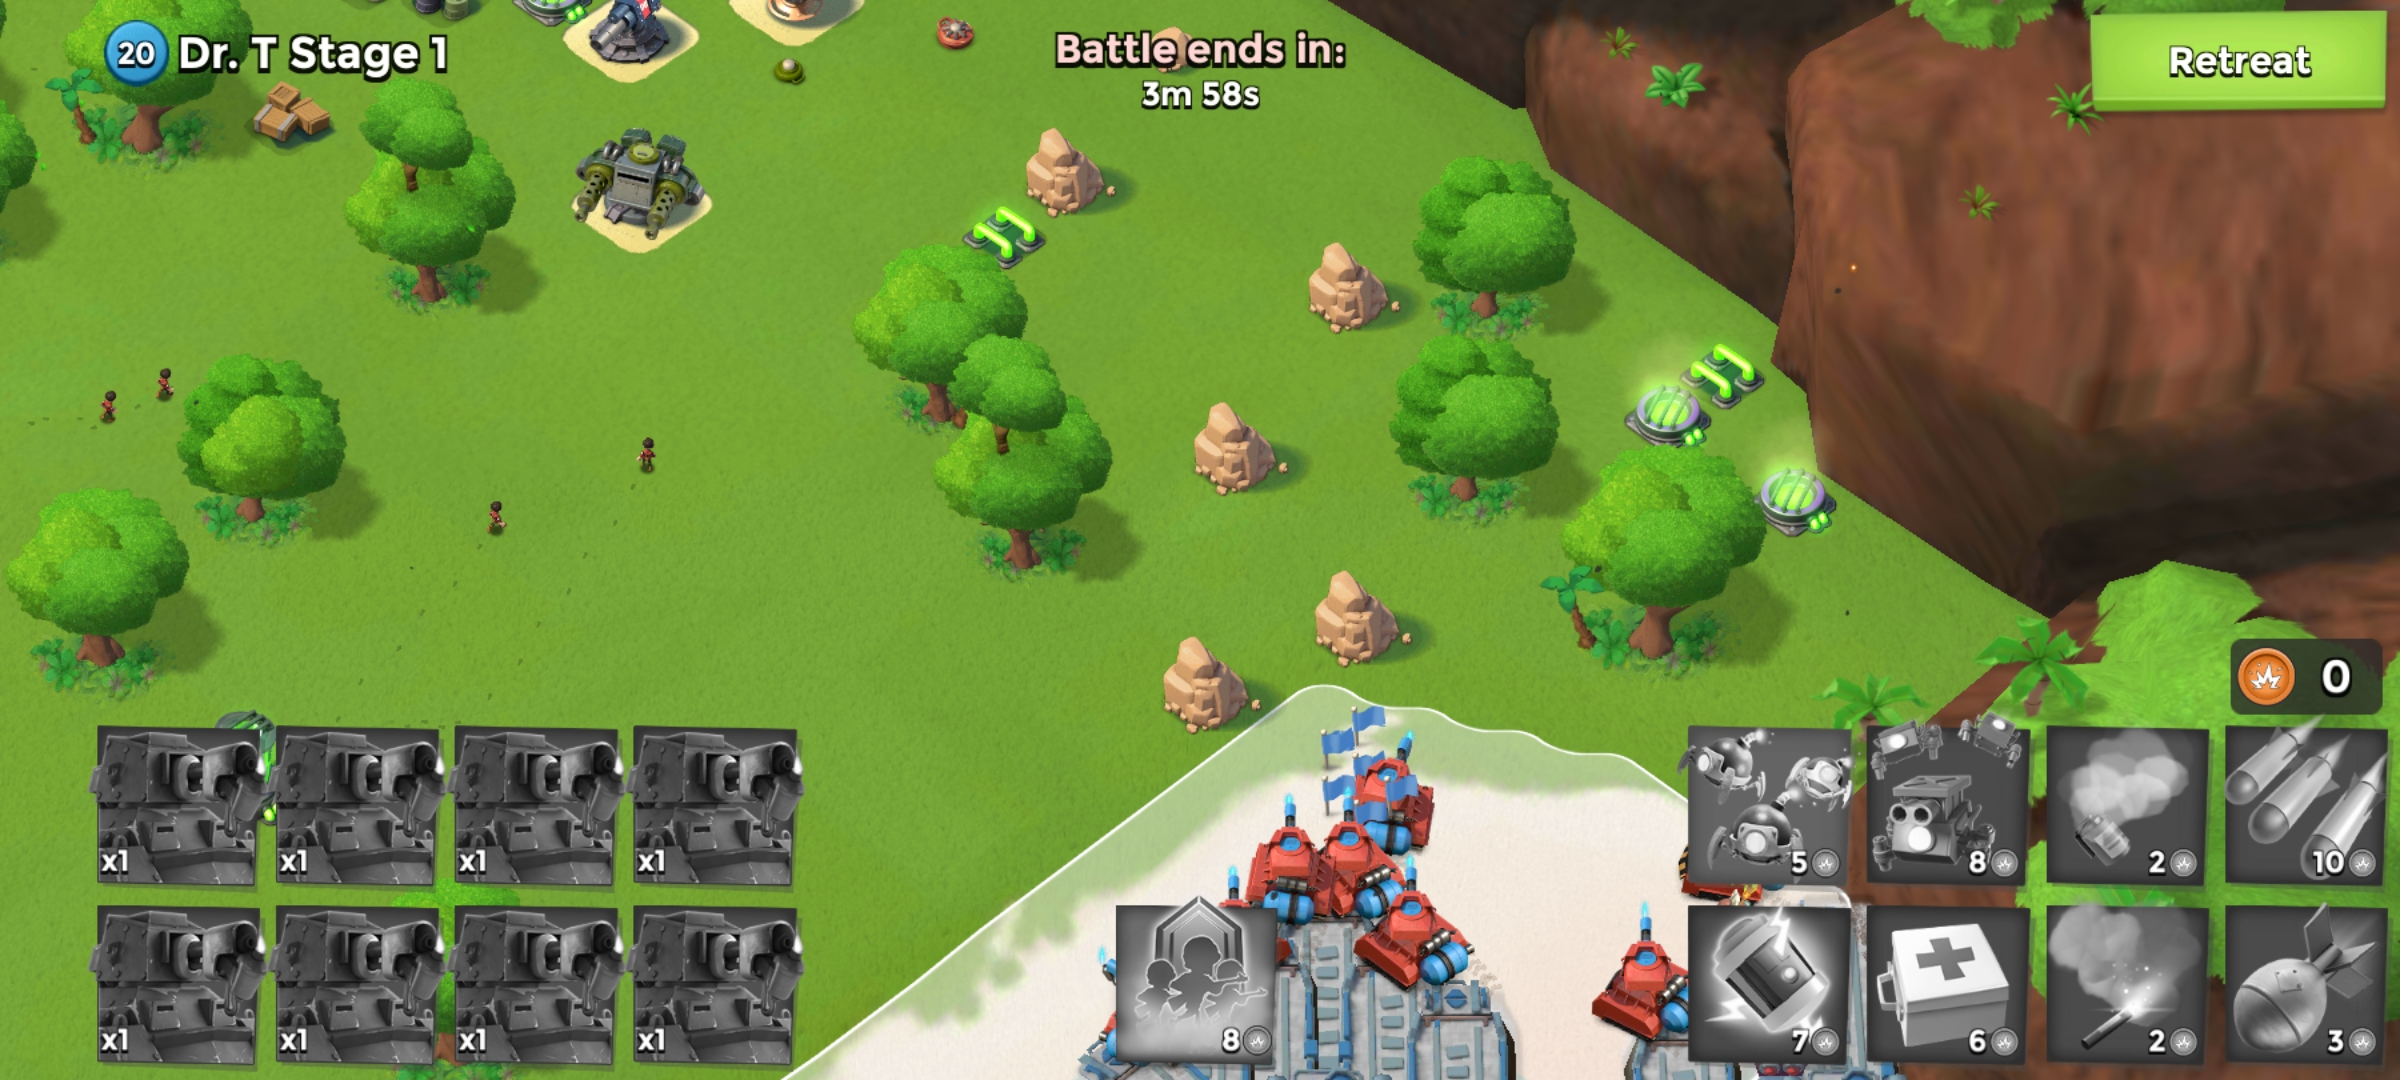 20 Dr. T Stage 1
Battle ends in:
3m 58s
Retreat
0
x1 x1 x1 x1
5 8 2 10
x1 x1 x1 x1
8
7 6 2 3